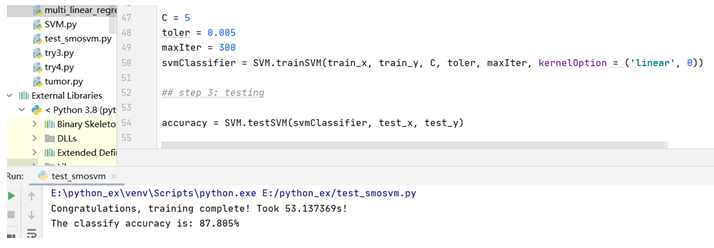 multi_linear_regre
SVM.py
test_smosvm.py
try3.py
try4.py
tumor.py
External Libraries
< Python 3.8 (pyt
Binary Skeleto
DLLs
Extended Defin
47
48
49
50
51
52
53
54
55
C = 5
toler = 0.005
maxIter = 300
svmClassifier = SVM.trainSVM(train_x, train_y, C, toler, maxIter, kernelOption = ('linear', 0))
## step 3: testing
accuracy = SVM.testSVM(svmClassifier, test_x, test_y)
Run:
test_smosvm
E:\python_ex\venv\Scripts\python.exe E:/python_ex/test_smosvm.py
Congratulations, training complete! Took 53.137369s!
The classify accuracy is: 87.805%